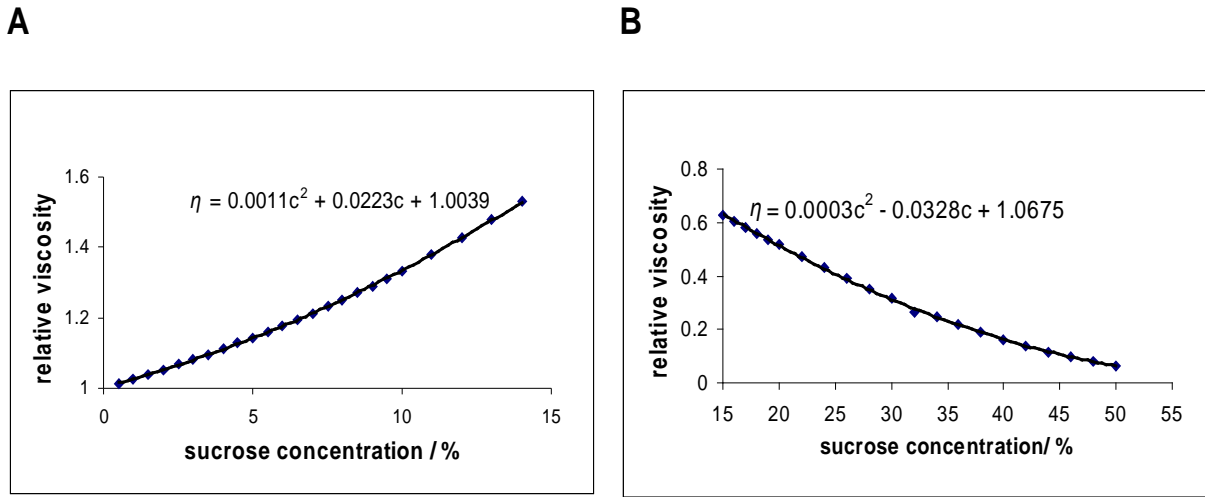 A
B
relative viscosity
1.6
1.4
1.2
1
η = 0.0011c² + 0.0223c + 1.0039
0 5 10 15
sucrose concentration / %
relative viscosity
0.8
0.6
0.4
0.2
0
η = 0.0003c² - 0.0328c + 1.0675
15 20 25 30 35 40 45 50 55
sucrose concentration/ %